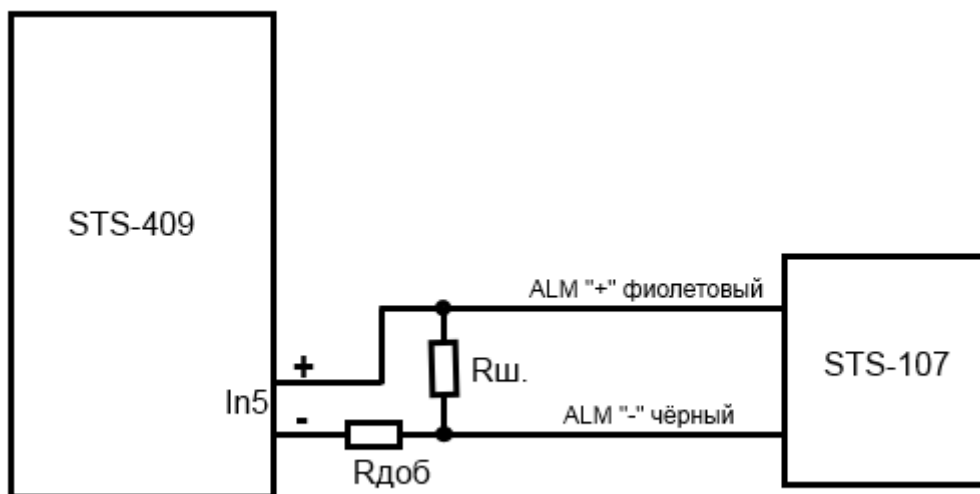 STS-409
ALM "+" фиолетовый
+
Rш.
STS-107
In5
-
ALM "-" чёрный
Rдоб